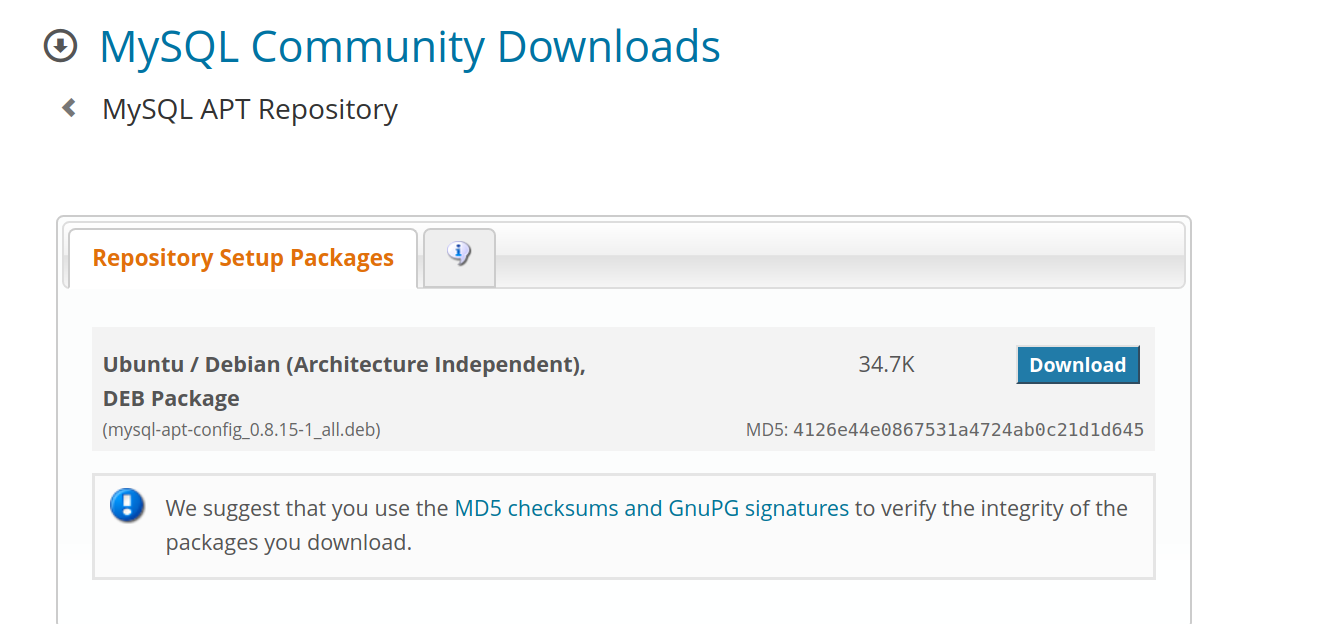 MySQL Community Downloads
MySQL APT Repository
Repository Setup Packages
Ubuntu / Debian (Architecture Independent),
34.7K
Download
DEB Package
(mysql-apt-config_0.8.15-1_all.deb)
MD5: 4126e44e0867531a4724ab0c21d1d645
We suggest that you use the MD5 checksums and GnuPG signatures to verify the integrity of the
packages you download.